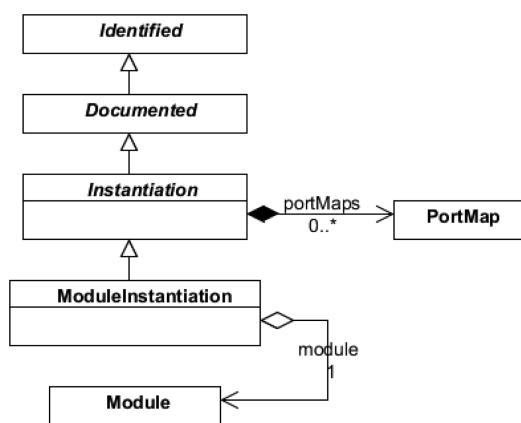 Identified
Documented
Instantiation
portMaps
0..*
PortMap
ModuleInstantiation
module
1
Module